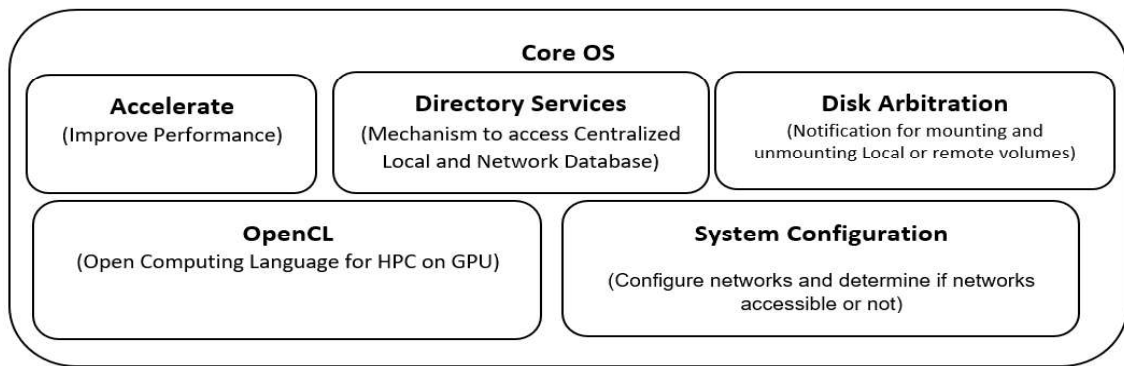 Core OS
Accelerate
(Improve Performance)
Directory Services
(Mechanism to access Centralized
Local and Network Database)
Disk Arbitration
(Notification for mounting and
unmounting Local or remote volumes)
OpenCL
(Open Computing Language for HPC on GPU)
System Configuration
(Configure networks and determine if networks
accessible or not)